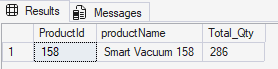 Results Messages
ProductId productName Total_Qty
1 158 Smart Vacuum 158 286